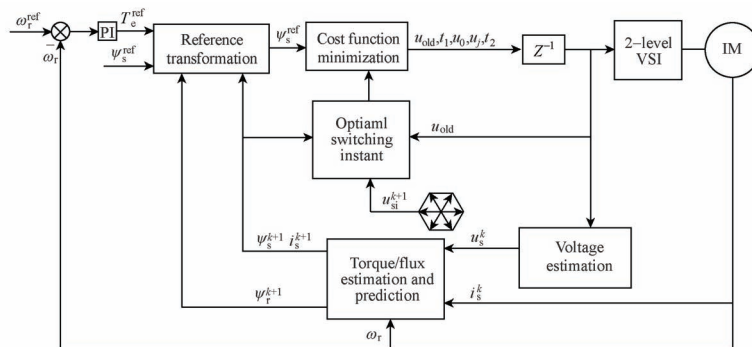 ω_r^ref
PI
T_e^ref
−
ω_r
ψ_s^ref
Reference
transformation
ψ_s^ref
Cost function
minimization
u_old,t_1,u_0,u_j,t_2
Z^−1
2-level
VSI
IM
Optiaml
switching
instant
u_old
u_si^k+1
ψ_s^k+1 i_s^k+1
ψ_r^k+1
Torque/flux
estimation and
prediction
u_s^k
Voltage
estimation
i_s^k
ω_r